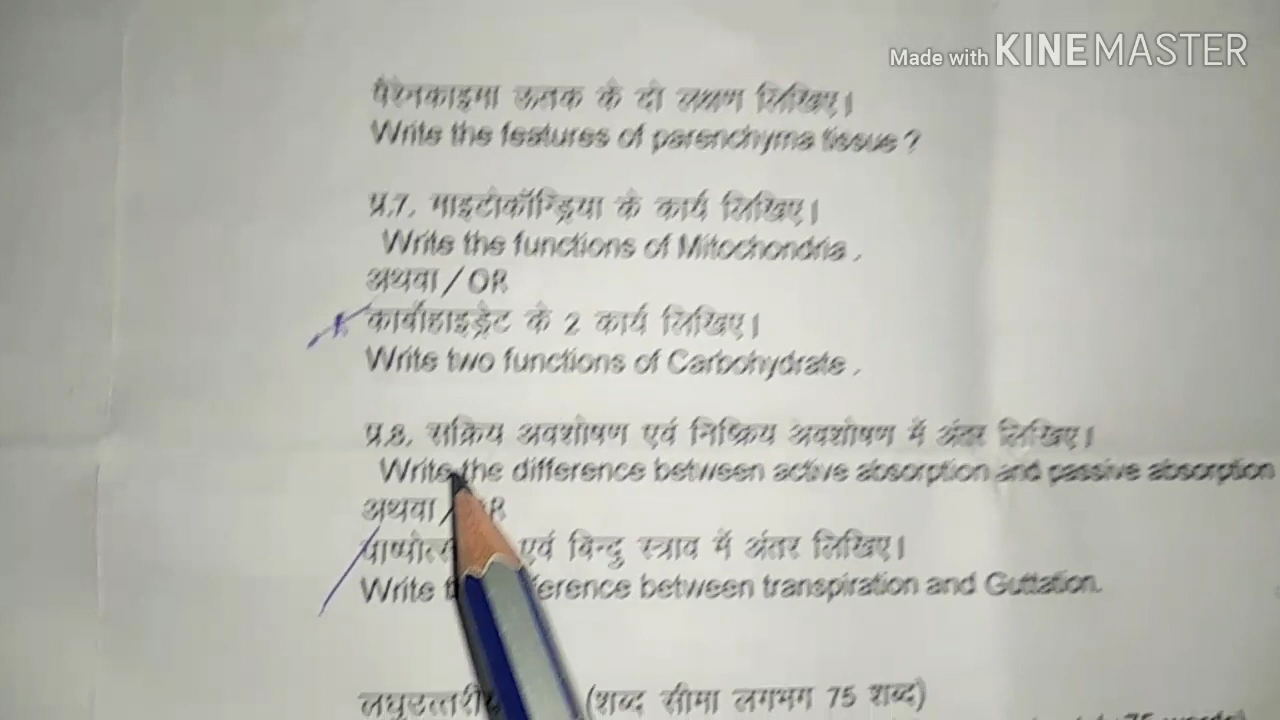 Made with KINEMASTER
पैरेनकाइमा ऊतक के दो लक्षण लिखिए।
Write the features of parenchyma tissue ?
प्र.7. माइटोकॉन्ड्रिया के कार्य लिखिए।
Write the functions of Mitochondria .
अथवा / OR
कार्बोहाइड्रेट के 2 कार्य लिखिए।
Write two functions of Carbohydrate .
प्र.8. सक्रिय अवशोषण एवं निष्क्रिय अवशोषण में अंतर लिखिए।
Write the difference between active absorption and passive absorption
अथवा /
एवं बिन्दु स्त्राव में अंतर लिखिए।
Write between transpiration and Guttation.
(शब्द सीमा लगभग 75 शब्द)